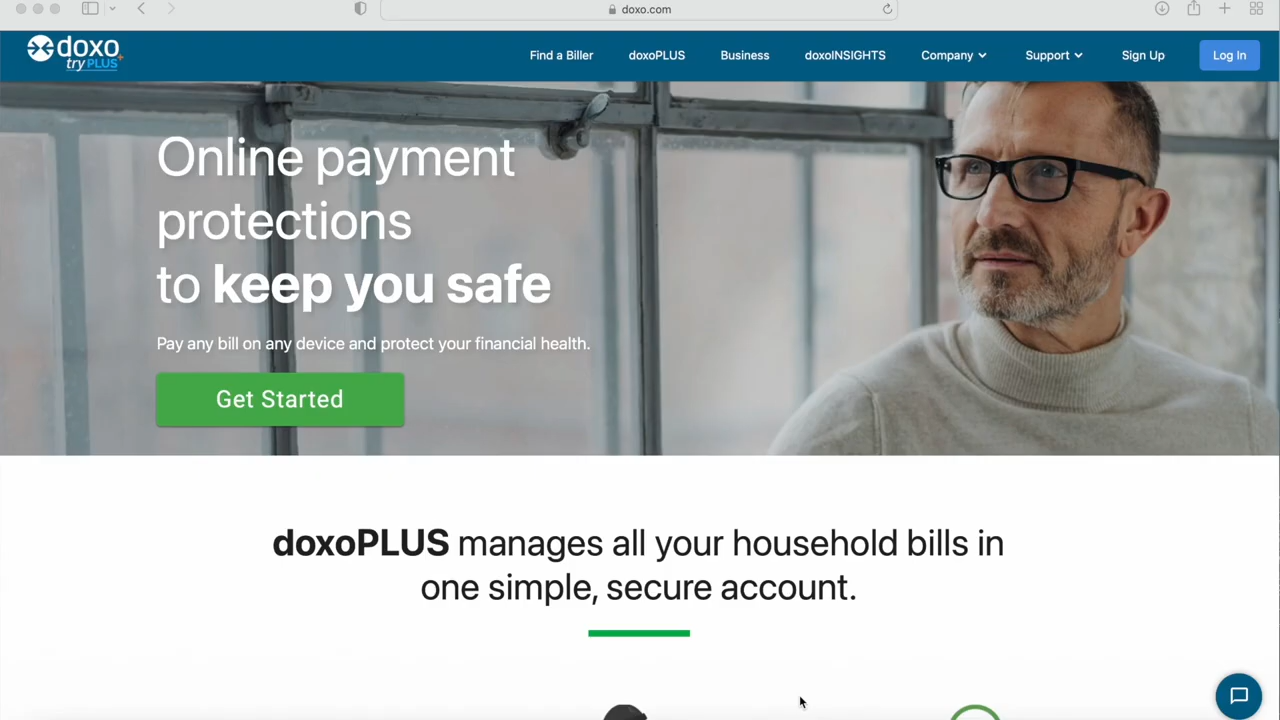 doxo.com
doxo
try PLUS+
Find a Biller
doxoPLUS
Business
doxoINSIGHTS
Company
Support
Sign Up
Log In
Online payment
protections
to keep you safe
Pay any bill on any device and protect your financial health.
Get Started
doxoPLUS manages all your household bills in
one simple, secure account.